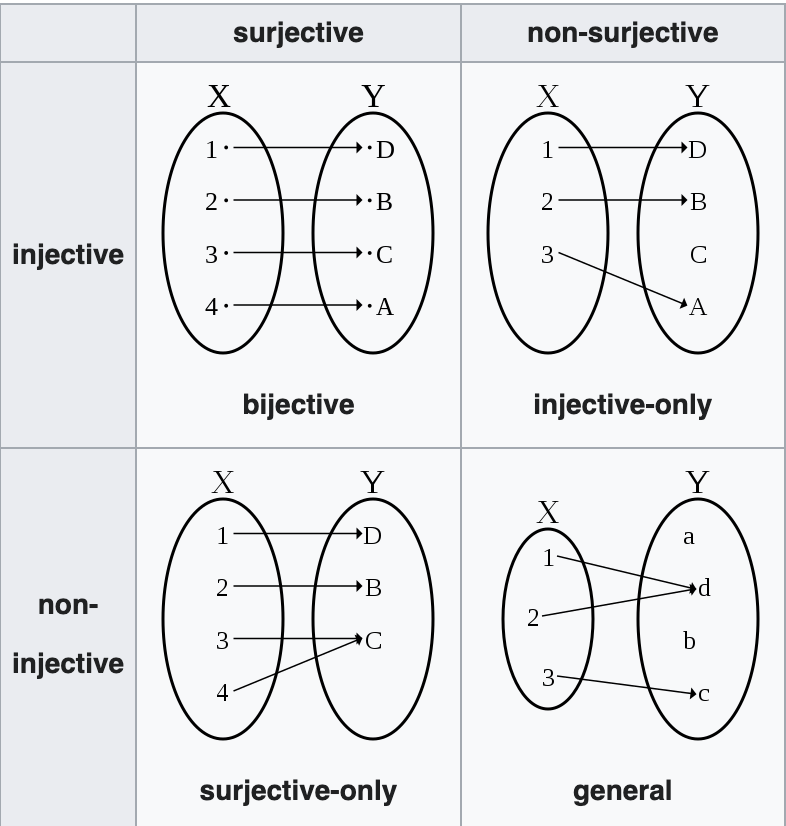 surjective non-surjective
X Y X Y
1 · · D 1 D
2 · · B 2 B
injective
3 · · C 3 C
4 · · A A
bijective injective-only
X Y Y
X
1 D a
1
2 B d
non-
2
3 C b
injective
3
4 c
surjective-only general